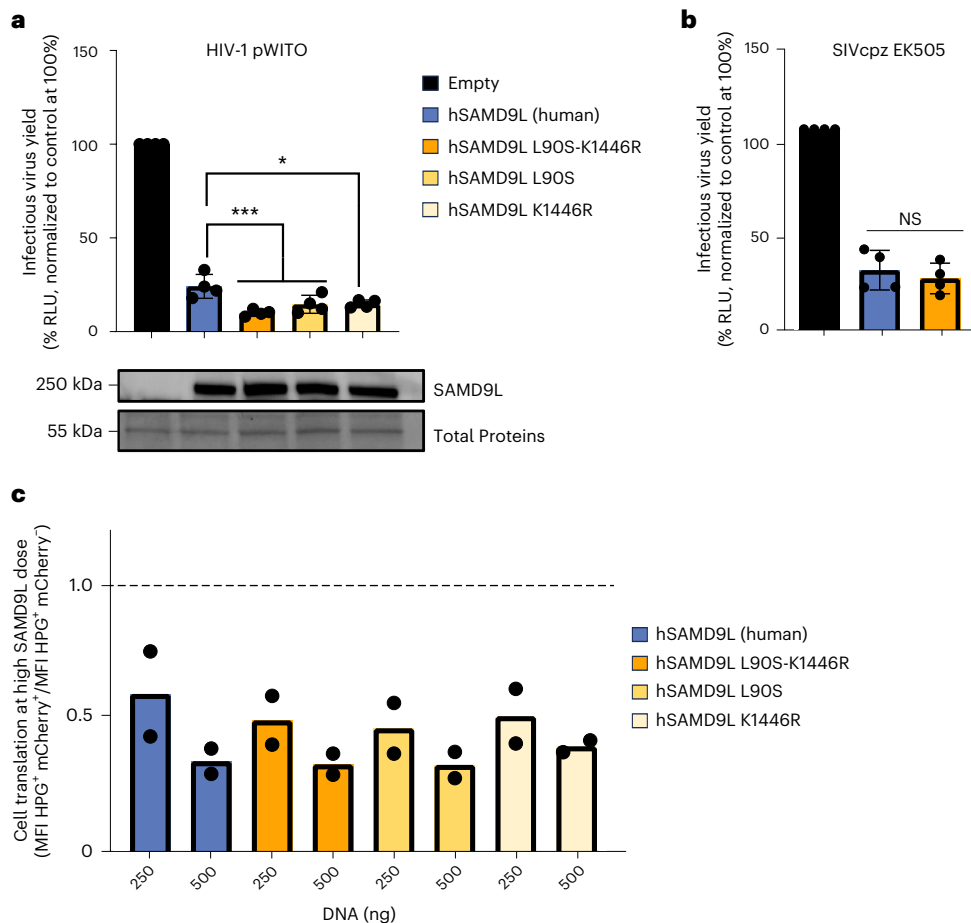 a
HIV-1 pWITO
Infectious virus yield
(% RLU, normalized to control at 100%)
150
100
50
0
*
***
Empty
hSAMD9L (human)
hSAMD9L L90S-K1446R
hSAMD9L L90S
hSAMD9L K1446R
250 kDa
SAMD9L
55 kDa
Total Proteins
b
SIVcpz EK505
Infectious virus yield
(% RLU, normalized to control at 100%)
150
100
50
0
NS
c
Cell translation at high SAMD9L dose
(MFI HPG⁺ mCherry⁺/MFI HPG⁺ mCherry⁻)
1.0
0.5
0
250
500
250
500
250
500
250
500
DNA (ng)
hSAMD9L (human)
hSAMD9L L90S-K1446R
hSAMD9L L90S
hSAMD9L K1446R